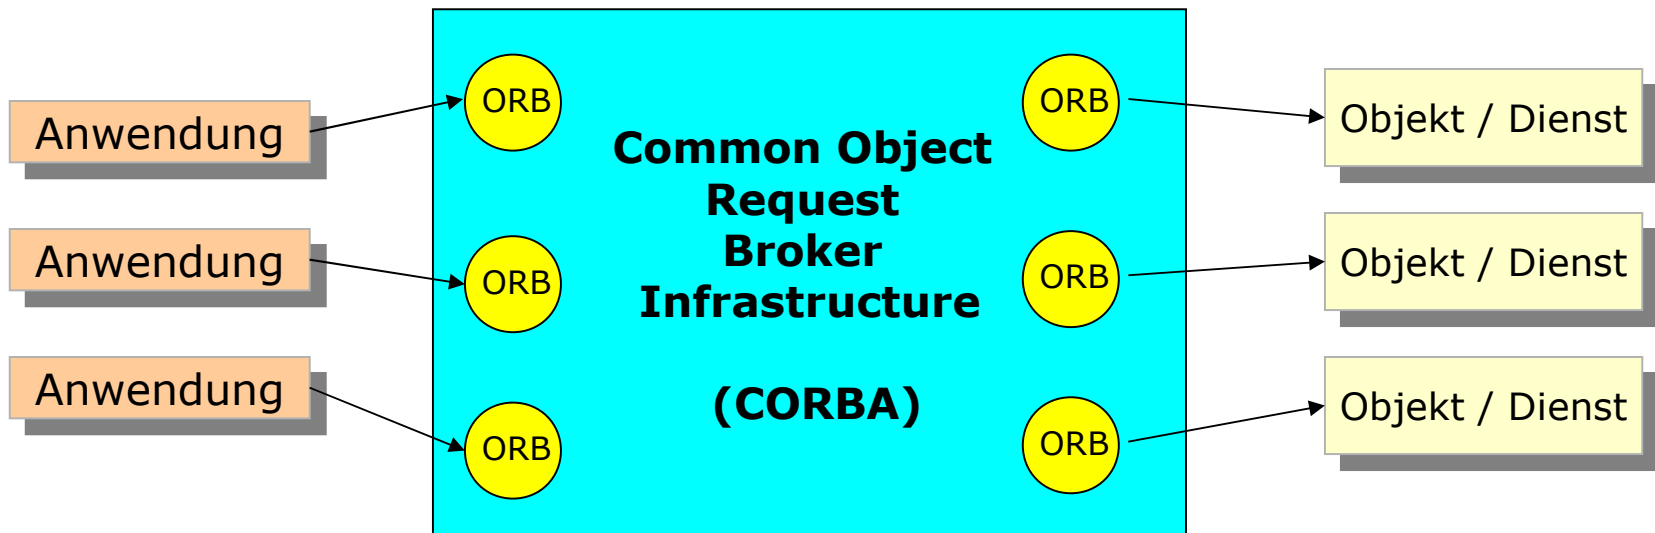 Anwendung
Anwendung
Anwendung
ORB
ORB
ORB
Common Object
Request
Broker
Infrastructure
(CORBA)
ORB
ORB
ORB
Objekt / Dienst
Objekt / Dienst
Objekt / Dienst